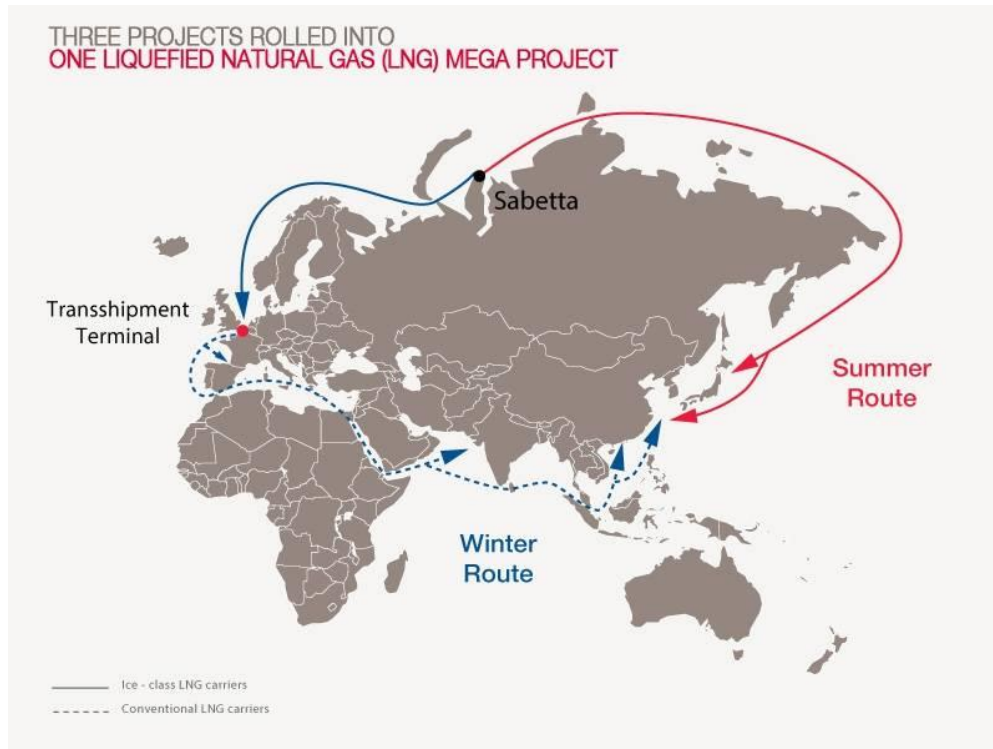 THREE PROJECTS ROLLED INTO
ONE LIQUEFIED NATURAL GAS (LNG) MEGA PROJECT
Sabetta
Transshipment
Terminal
Summer
Route
Winter
Route
Ice - class LNG carriers
Conventional LNG carriers